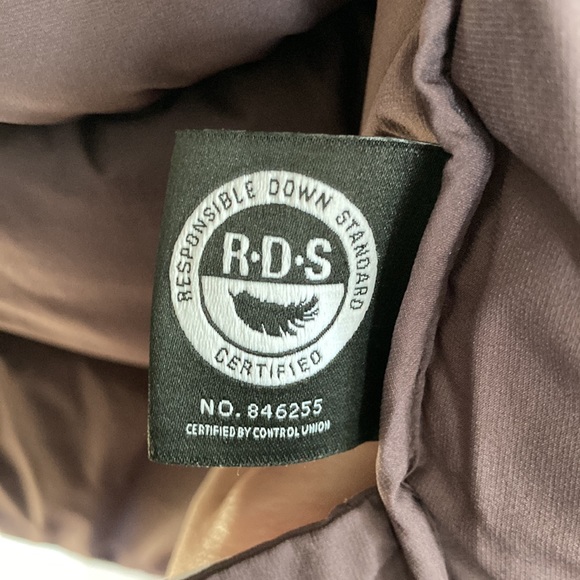 RESPONSIBLE DOWN STANDARD
R·D·S
CERTIFIED
NO. 846255
CERTIFIED BY CONTROL UNION